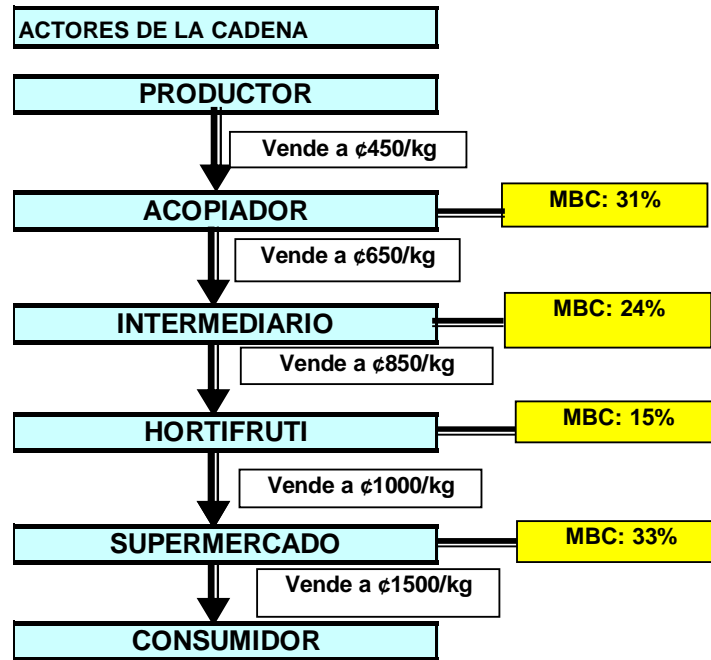 ACTORES DE LA CADENA
PRODUCTOR
Vende a ¢450/kg
ACOPIADOR
MBC: 31%
Vende a ¢650/kg
INTERMEDIARIO
MBC: 24%
Vende a ¢850/kg
HORTIFRUTI
MBC: 15%
Vende a ¢1000/kg
SUPERMERCADO
MBC: 33%
Vende a ¢1500/kg
CONSUMIDOR